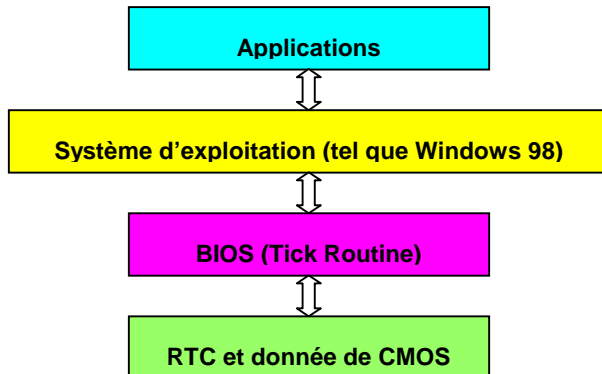 Applications
Système d’exploitation (tel que Windows 98)
BIOS (Tick Routine)
RTC et donnée de CMOS